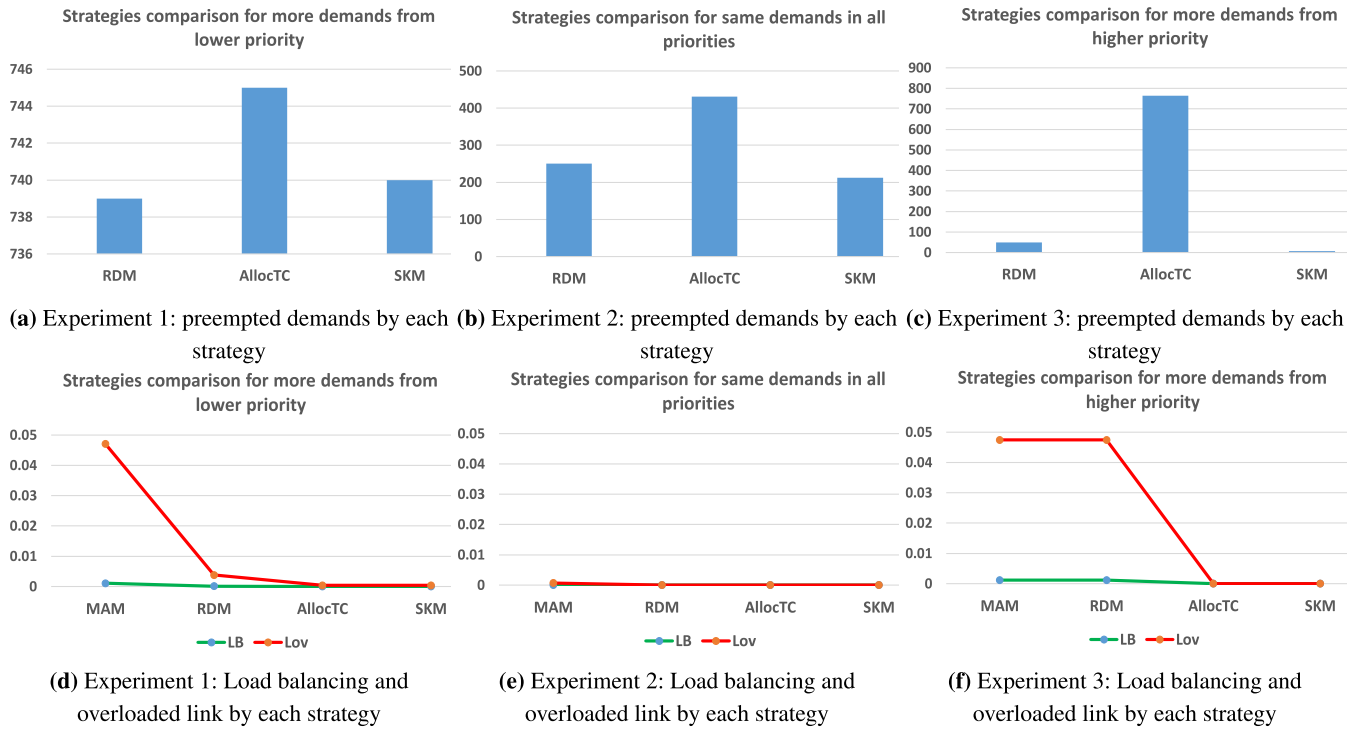 Strategies comparison for more demands from
lower priority
746
744
742
740
738
736
RDM
AllocTC
SKM
(a) Experiment 1: preempted demands by each
strategy
Strategies comparison for same demands in all
priorities
500
400
300
200
100
0
RDM
AllocTC
SKM
(b) Experiment 2: preempted demands by each
strategy
Strategies comparison for more demands from
higher priority
900
800
700
600
500
400
300
200
100
0
RDM
AllocTC
SKM
(c) Experiment 3: preempted demands by each
strategy
Strategies comparison for more demands from
lower priority
0.05
0.04
0.03
0.02
0.01
0
MAM
RDM
AllocTC
SKM
LB
Lov
(d) Experiment 1: Load balancing and
overloaded link by each strategy
Strategies comparison for same demands in all
priorities
0.05
0.04
0.03
0.02
0.01
0
MAM
RDM
AllocTC
SKM
LB
Lov
(e) Experiment 2: Load balancing and
overloaded link by each strategy
Strategies comparison for more demands from
higher priority
0.05
0.04
0.03
0.02
0.01
0
MAM
RDM
AllocTC
SKM
LB
Lov
(f) Experiment 3: Load balancing and
overloaded link by each strategy